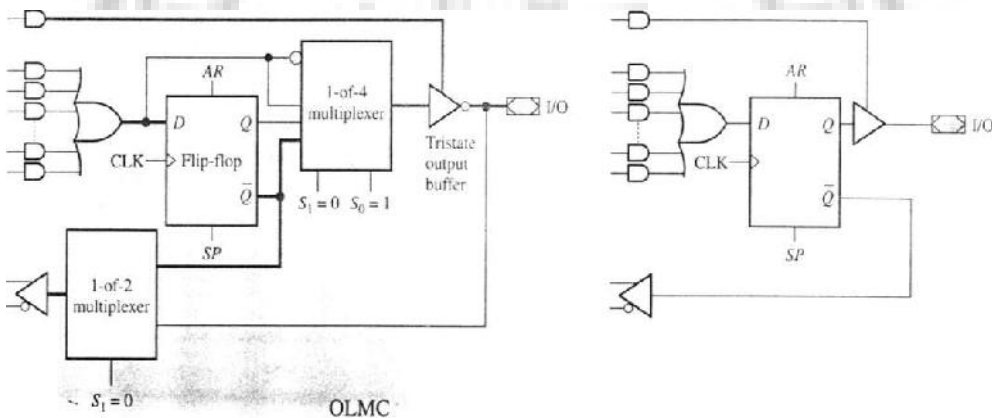 AR
D
Q
CLK
Flip-flop
Q̅
SP
1-of-4
multiplexer
S₁ = 0 S₀ = 1
Tristate
output
buffer
I/O
1-of-2
multiplexer
S₁ = 0
OLMC
AR
D
Q
CLK
Q̅
SP
I/O